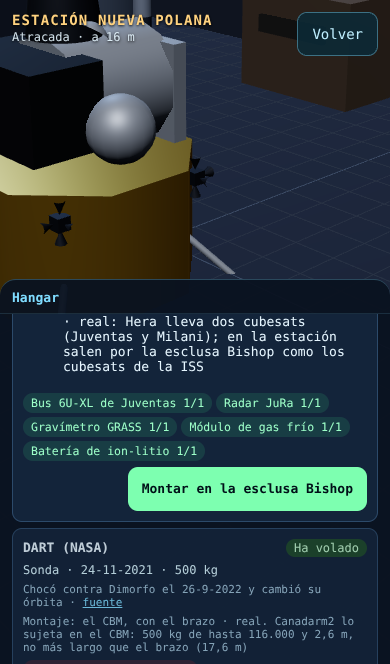 ESTACIÓN NUEVA POLANA
Atracada · a 16 m
Volver
Hangar
· real: Hera lleva dos cubesats
(Juventas y Milani); en la estación
salen por la esclusa Bishop como los
cubesats de la ISS
Bus 6U-XL de Juventas 1/1 Radar JuRa 1/1
Gravímetro GRASS 1/1 Módulo de gas frío 1/1
Batería de ion-litio 1/1
Montar en la esclusa Bishop
DART (NASA) Ha volado
Sonda · 24-11-2021 · 500 kg
Chocó contra Dimorfo el 26-9-2022 y cambió su
órbita · fuente
Montaje: el CBM, con el brazo · real. Canadarm2 lo
sujeta en el CBM: 500 kg de hasta 116.000 y 2,6 m,
no más largo que el brazo (17,6 m)